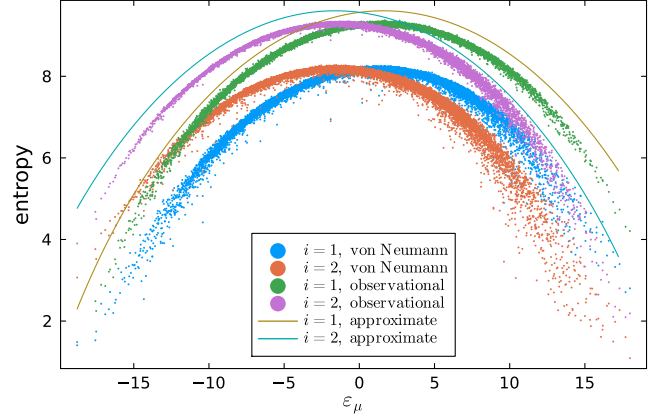 entropy
8
6
4
2
i = 1, von Neumann
i = 2, von Neumann
i = 1, observational
i = 2, observational
i = 1, approximate
i = 2, approximate
−15 −10 −5 0 5 10 15
ε_μ